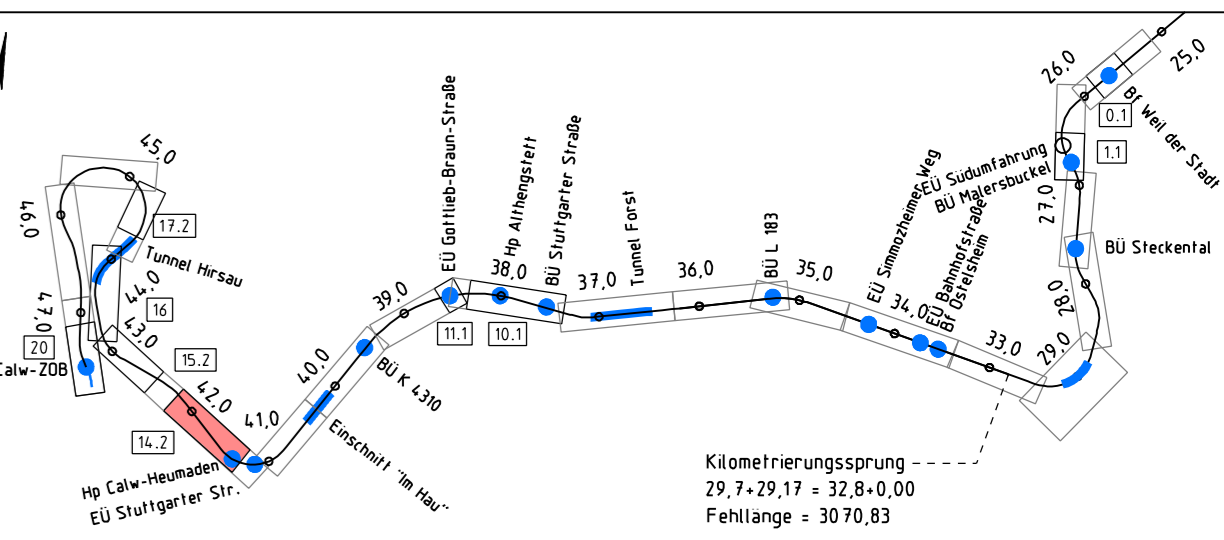 45,0
46,0
17.2
Tunnel Hirsau
44,0
16
47,0
20
Calw-ZOB
43,0
15.2
42,0
14.2
Hp Calw-Heumaden
EÜ Stuttgarter Str.
41,0
40,0
Einschnitt "Im Hau"
BÜ K 4310
39,0
EÜ Gottlieb-Braun-Straße
11.1
38,0
Hp Althengstett
10.1
BÜ Stuttgarter Straße
37,0
Tunnel Forst
36,0
BÜ L 183
35,0
EÜ Simmozheimer Weg
34,0
EÜ Bahnhofstraße
Bf Ostelsheim
33,0
Kilometrierungssprung
29,7+29,17 = 32,8+0,00
Fehllänge = 3070,83
29,0
28,0
BÜ Steckental
27,0
EÜ Südumfahrung
BÜ Malersbuckel
1.1
0.1
26,0
Bf Weil der Stadt
25,0